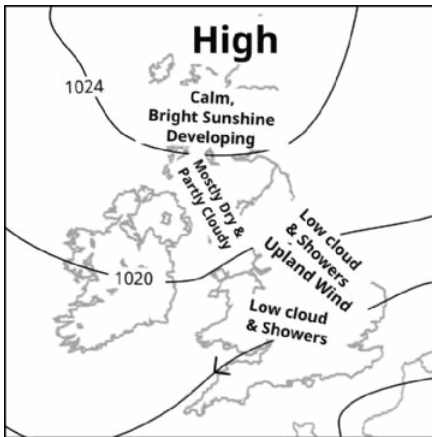 High
1024
Calm,
Bright Sunshine
Developing
Mostly Dry &
Partly Cloudy
Low cloud
& Showers
Upland Wind
1020
Low cloud
& Showers